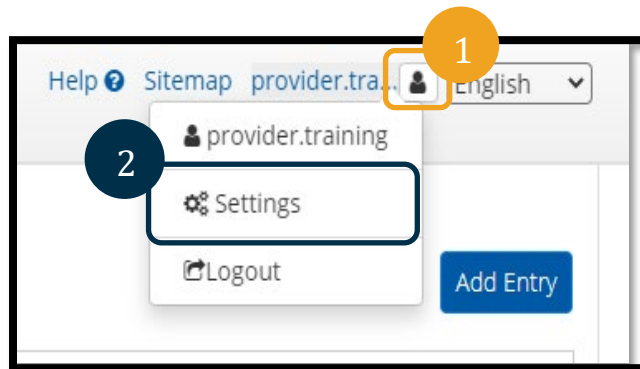 1
Help Sitemap provider.tra... English
provider.training
2
Settings
Logout
Add Entry